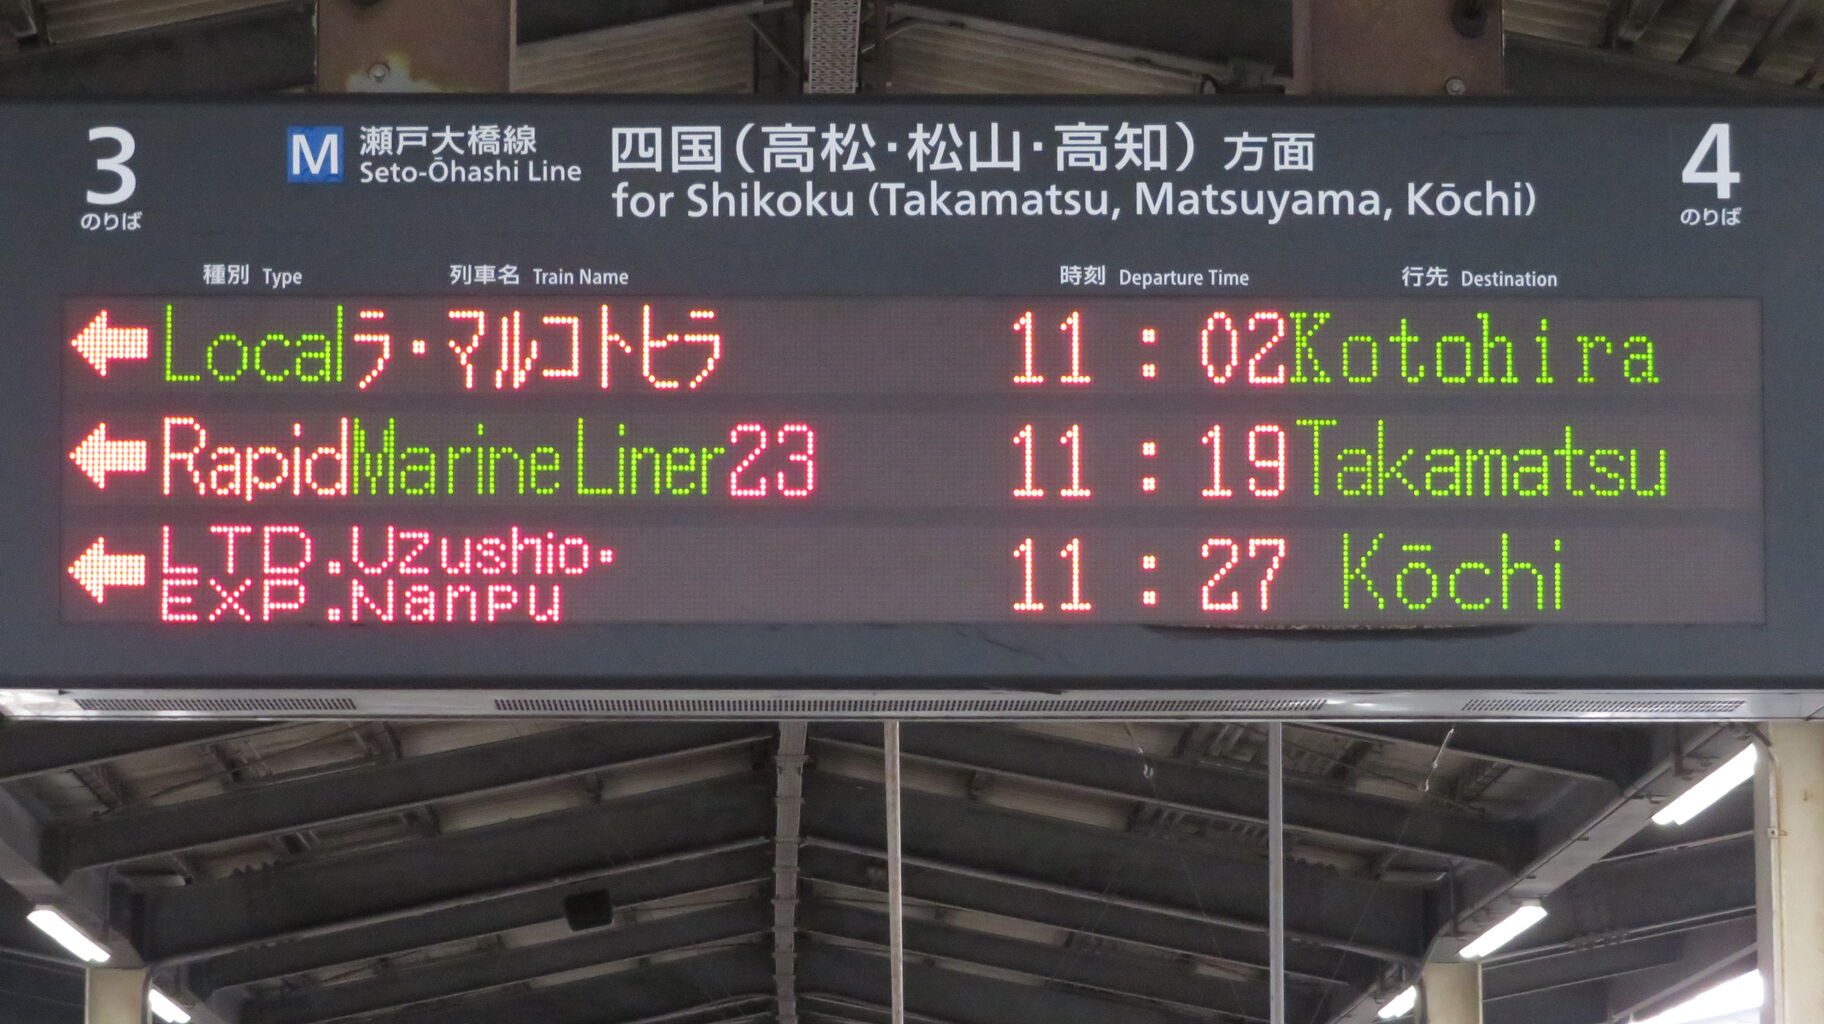 3
のりば
M 瀬戸大橋線
Seto-Ōhashi Line
四国（高松・松山・高知）方面
for Shikoku (Takamatsu, Matsuyama, Kōchi)
4
のりば
種別 Type 列車名 Train Name 時刻 Departure Time 行先 Destination
← Local ラ・マルコトヒラ 11:02 Kotohira
← Rapid Marine Liner 23 11:19 Takamatsu
← LTD. Uzushio・
EXP. Nanpu 11:27 Kōchi